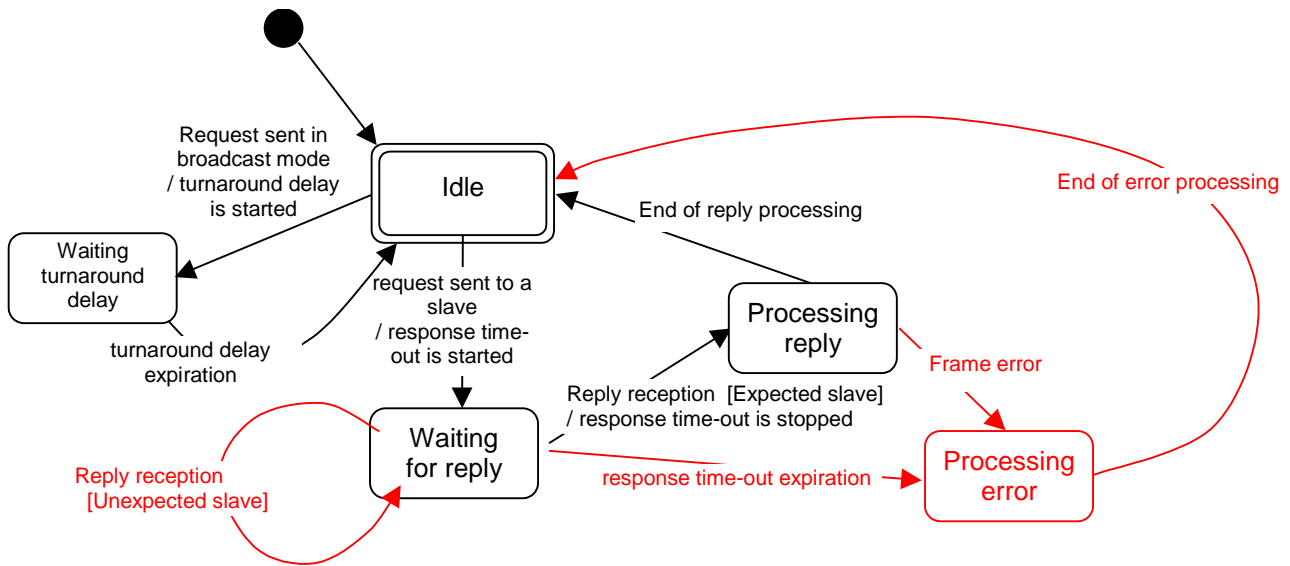 Request sent in
broadcast mode
/ turnaround delay
is started
Idle
End of error processing
End of reply processing
Waiting
turnaround
delay
request sent to a
slave
/ response time-
out is started
Processing
reply
turnaround delay
expiration
Frame error
Reply reception [Expected slave]
/ response time-out is stopped
Waiting
for reply
Reply reception
[Unexpected slave]
response time-out expiration
Processing
error